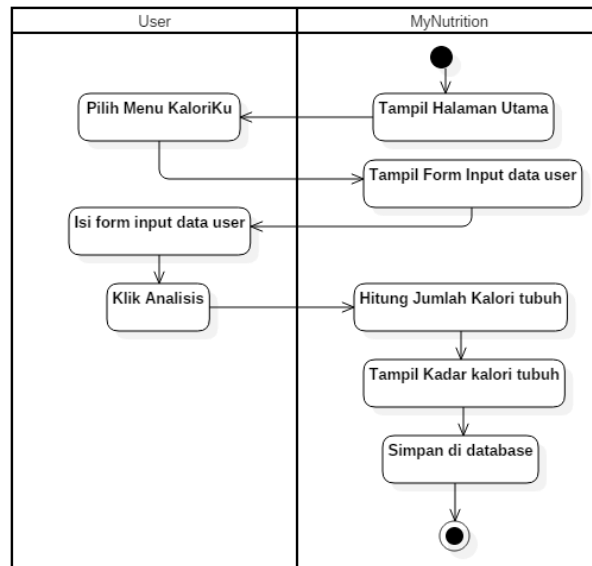 User
MyNutrition
Tampil Halaman Utama
Pilih Menu KaloriKu
Tampil Form Input data user
Isi form input data user
Klik Analisis
Hitung Jumlah Kalori tubuh
Tampil Kadar kalori tubuh
Simpan di database